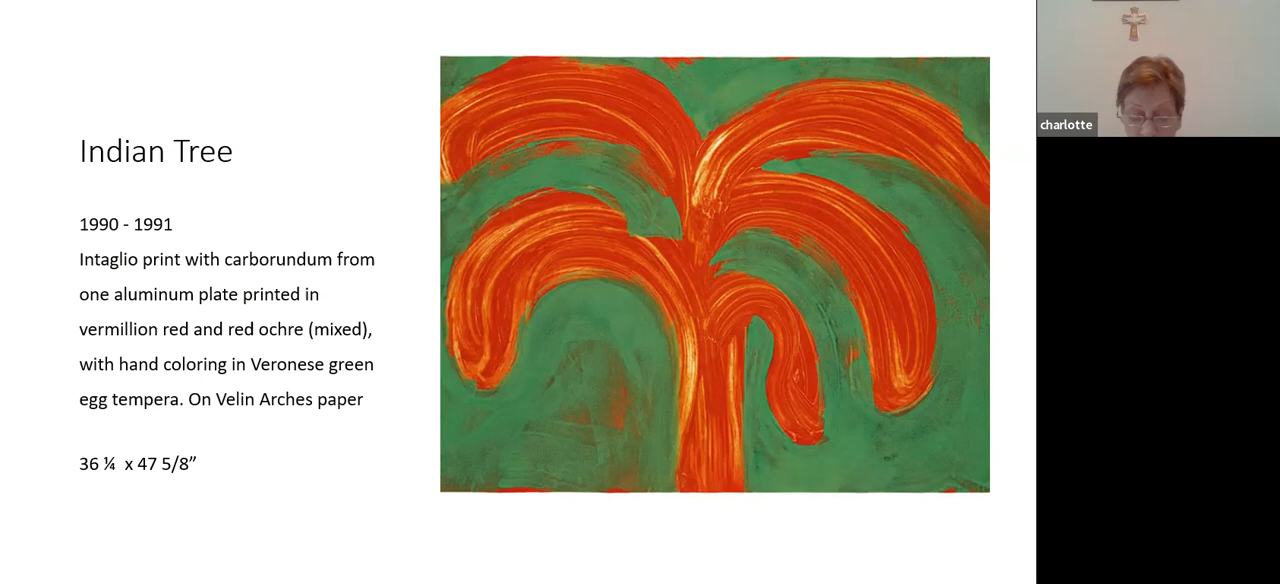 Indian Tree
1990 - 1991
Intaglio print with carborundum from
one aluminum plate printed in
vermillion red and red ochre (mixed),
with hand coloring in Veronese green
egg tempera. On Velin Arches paper
36 ¼  x 47 5/8”
charlotte